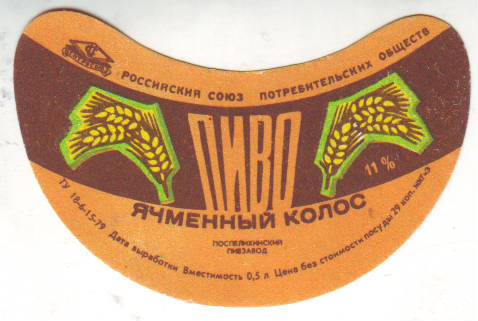 РОССИЙСКИЙ СОЮЗ ПОТРЕБИТЕЛЬСКИХ ОБЩЕСТВ
ПИВО
11 %
ЯЧМЕННЫЙ КОЛОС
ПОСПЕЛИХИНСКИЙ
ПИВЗАВОД
ТУ 18-6-15-79 Дата выработки Вместимость 0,5 л. Цена без стоимости посуды 29 коп.